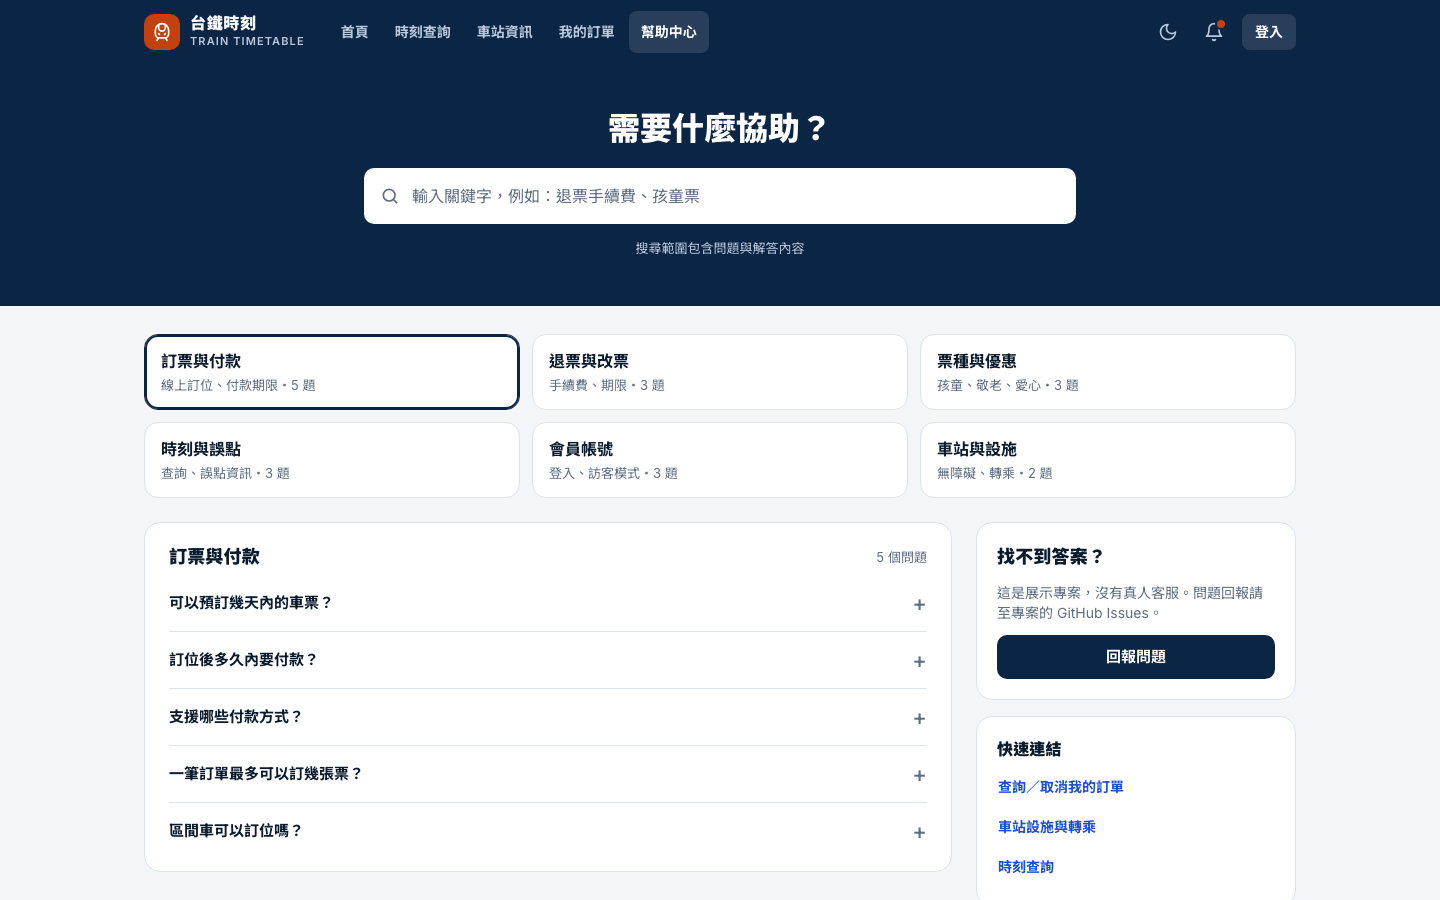 台鐵時刻
TRAIN TIMETABLE
首頁
時刻查詢
車站資訊
我的訂單
幫助中心
登入
需要什麼協助？
輸入關鍵字，例如：退票手續費、孩童票
搜尋範圍包含問題與解答內容
訂票與付款
線上訂位、付款期限・5 題
退票與改票
手續費、期限・3 題
票種與優惠
孩童、敬老、愛心・3 題
時刻與誤點
查詢、誤點資訊・3 題
會員帳號
登入、訪客模式・3 題
車站與設施
無障礙、轉乘・2 題
訂票與付款
5 個問題
可以預訂幾天內的車票？
訂位後多久內要付款？
支援哪些付款方式？
一筆訂單最多可以訂幾張票？
區間車可以訂位嗎？
找不到答案？
這是展示專案，沒有真人客服。問題回報請
至專案的 GitHub Issues。
回報問題
快速連結
查詢／取消我的訂單
車站設施與轉乘
時刻查詢